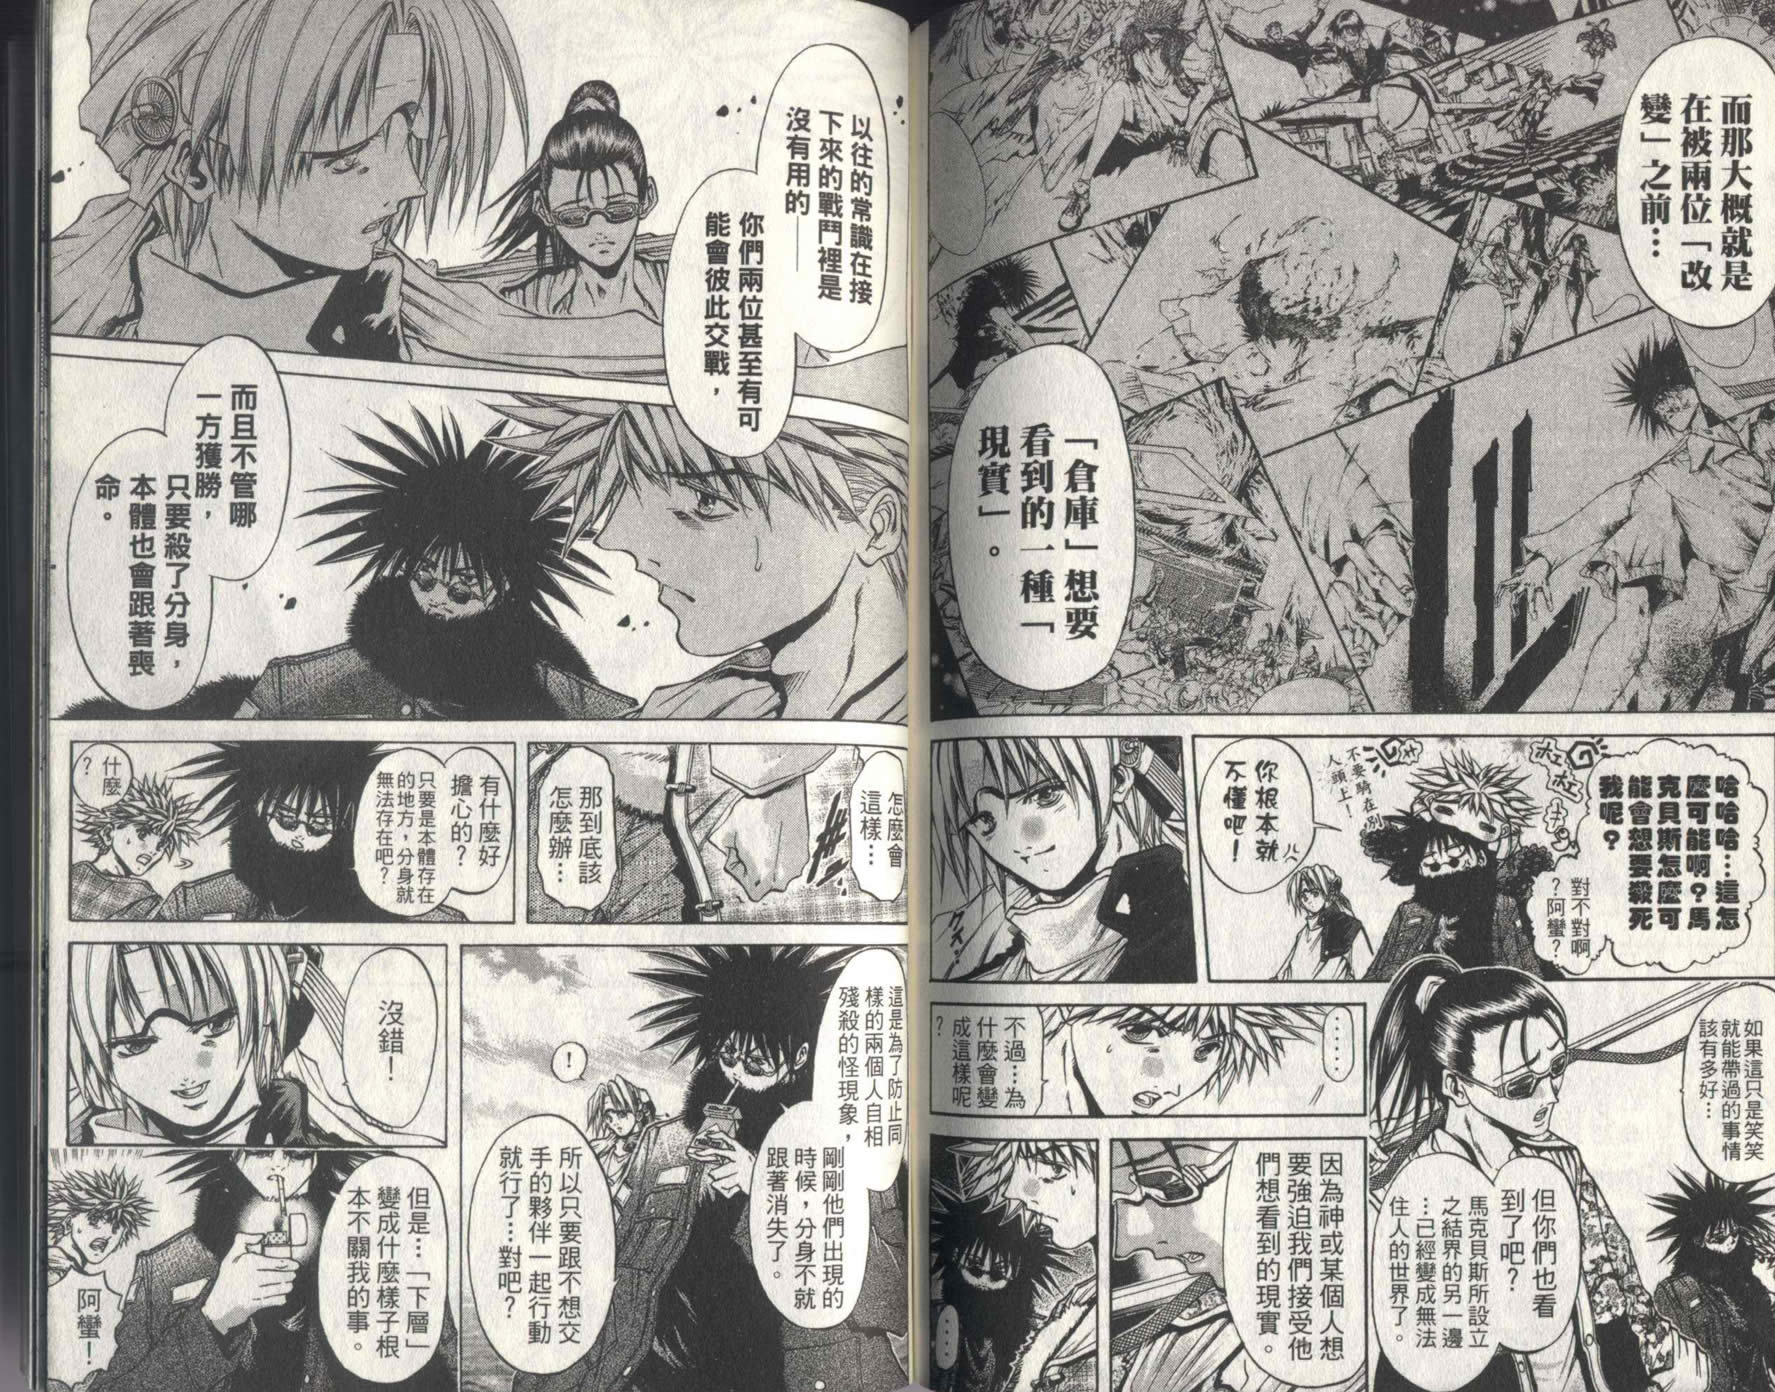 而那大概就是
在被兩位「改
變」之前…
「倉庫」想要
看到的一種「
現實」。
哈哈哈…這怎
麼可能啊？馬
克貝斯怎麼可
能會想要殺死
我呢？
對不對啊
？阿蠻？
不要騎在別
人頭上！
你根本就
不懂吧！
如果這只是笑笑
就能帶過的事情
該有多好…
但你們也看
到了吧？
馬克貝斯所設立
之結界的另一邊
…已經變成無法
住人的世界了。
……
不過…為
什麼會變
成這樣呢
？
因為神或某個人想
要強迫我們接受他
們想看到的現實。
……
以往的常識在接
下來的戰鬥裡是
沒有用的——
你們兩位甚至有可
能會彼此交戰，
而且不管哪
一方獲勝，
只要殺了分身，
本體也會跟著喪
命。
怎麼會
這樣…
那到底該
怎麼辦…
有什麼好
擔心的？
只要是本體存在
的地方，分身就
無法存在吧？
什麼
？
這是為了防止同
樣的兩個人自相
殘殺的怪現象，
剛剛他們出現的
時候，分身不就
跟著消失了。
！
所以只要跟不想交
手的夥伴一起行動
就行了…對吧？
沒錯！
但是…「下層」
變成什麼樣子根
本不關我的事。
阿蠻！